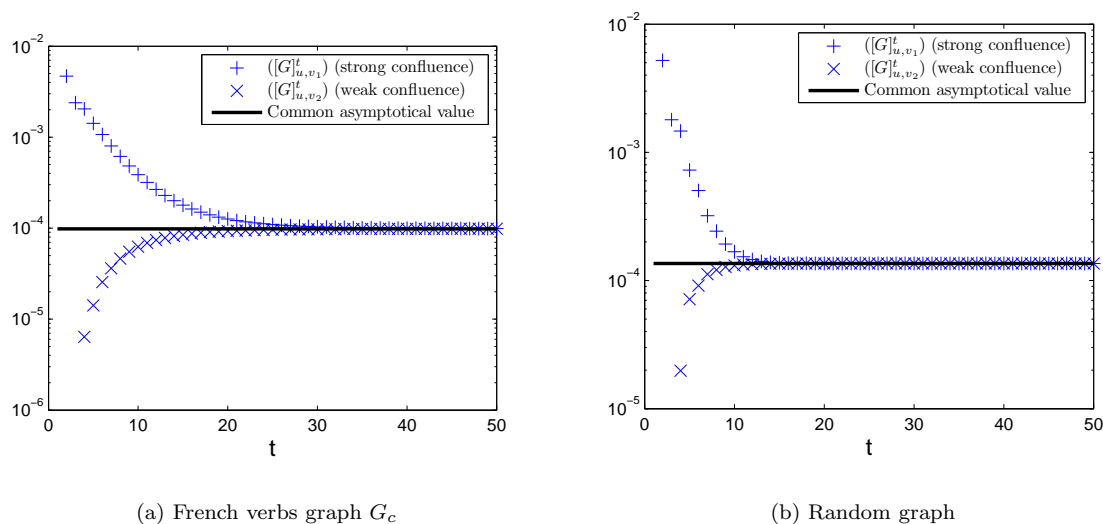 10^{-2}
10^{-3}
10^{-4}
10^{-5}
10^{-6}
0 10 20 30 40 50
t
([G]^t_{u,v_1}) (strong confluence)
([G]^t_{u,v_2}) (weak confluence)
Common asymptotical value
(a) French verbs graph G_c
10^{-2}
10^{-3}
10^{-4}
10^{-5}
0 10 20 30 40 50
t
([G]^t_{u,v_1}) (strong confluence)
([G]^t_{u,v_2}) (weak confluence)
Common asymptotical value
(b) Random graph